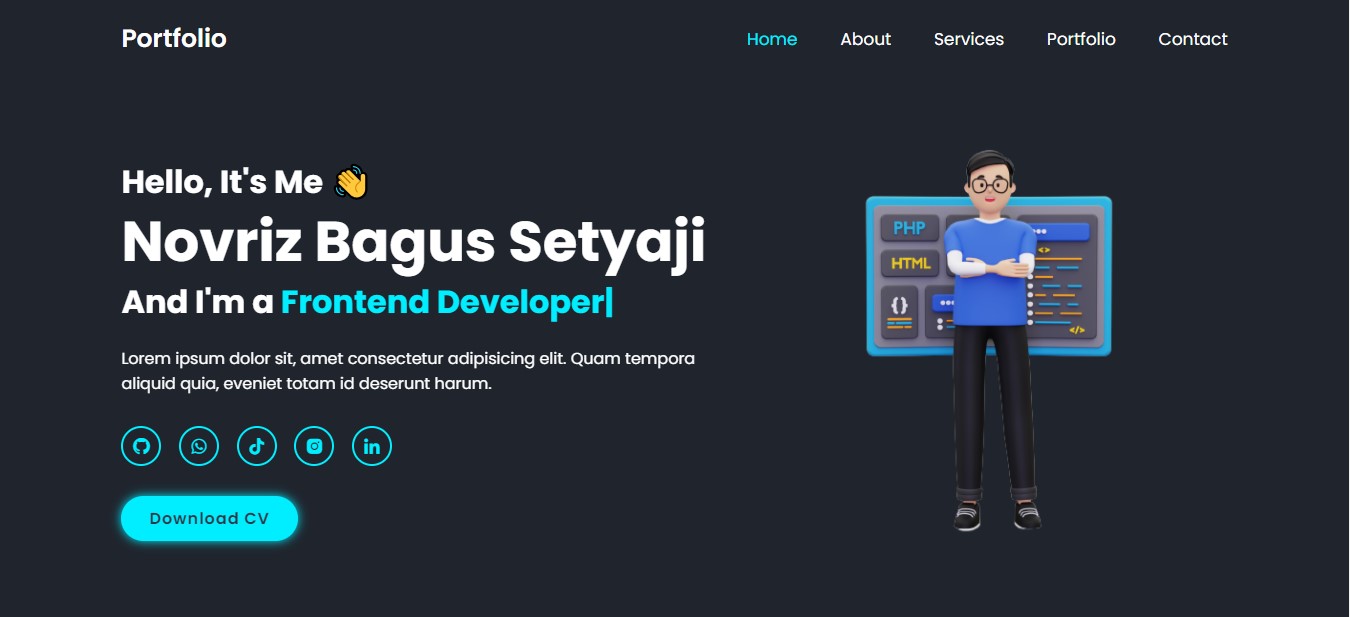 Portfolio
Home About Services Portfolio Contact
Hello, It's Me 👋
Novriz Bagus Setyaji
And I'm a Frontend Developer|
Lorem ipsum dolor sit, amet consectetur adipisicing elit. Quam tempora
aliquid quia, eveniet totam id deserunt harum.
in
Download CV
PHP
HTML
{}
<>
</>